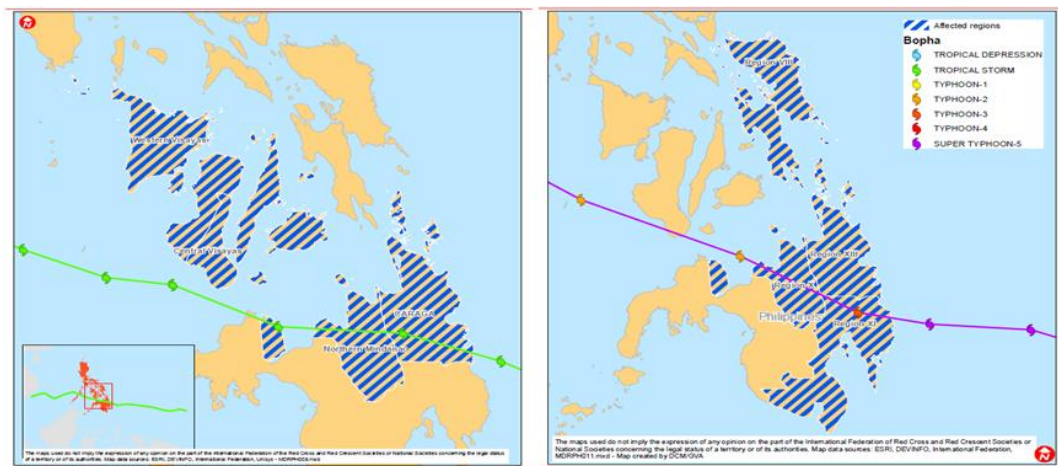 Western Visayas
Central Visayas
CARAGA
Northern Mindanao
The maps used do not imply the expression of any opinion on the part of the International Federation of the Red Cross and Red Crescent Societies or National Societies concerning the legal status
of a territory or of its authorities. Map data sources: ESRI, DEVINFO, International Federation,
Affected regions
Bopha
TROPICAL DEPRESSION
TROPICAL STORM
TYPHOON-1
TYPHOON-2
TYPHOON-3
TYPHOON-4
SUPER TYPHOON-5
Region VIII
Region XIII
Region X
Philippines
Region XI
The maps used do not imply the expression of any opinion on the part of the International Federation of Red Cross and Red Crescent Societies or
National Societies concerning the legal status of a territory or of its authorities. Map data sources: ESRI, DEVINFO, International Federation,
MDRPH011.mxd - Map created by DCM/GVA